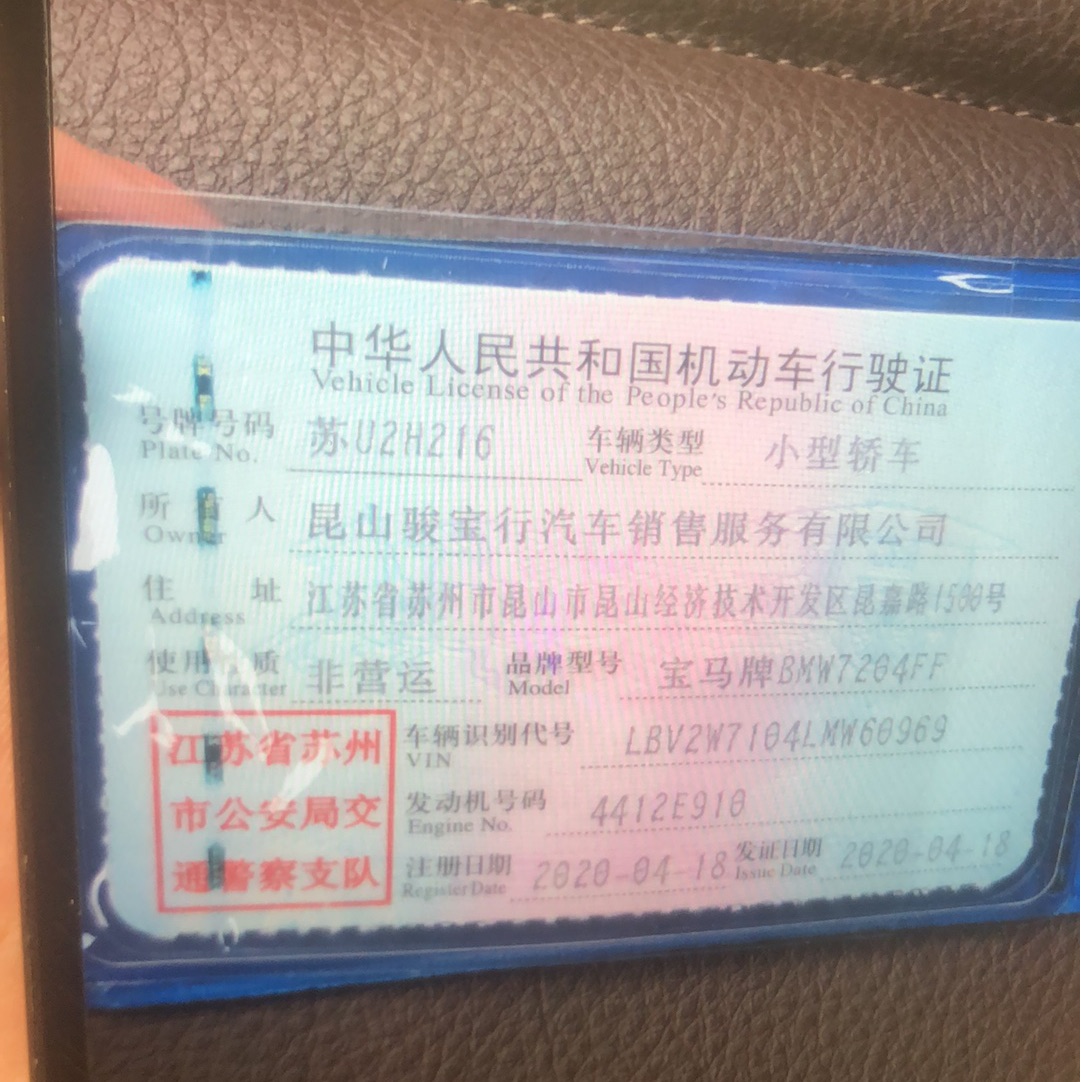 中华人民共和国机动车行驶证
Vehicle License of the People's Republic of China
号牌号码 苏U2H216 车辆类型 小型轿车
Plate No. Vehicle Type
所有人 昆山骏宝行汽车销售服务有限公司
Owner
住址 江苏省苏州市昆山市昆山经济技术开发区昆嘉路1500号
Address
使用性质 非营运 品牌型号 宝马牌BMW7204FF
Use Character Model
江苏省苏州 车辆识别代号 LBV2W7104LMW60969
VIN
市公安局交 发动机号码 4412E910
Engine No.
通警察支队 注册日期 2020-04-18 发证日期 2020-04-18
Register Date Issue Date